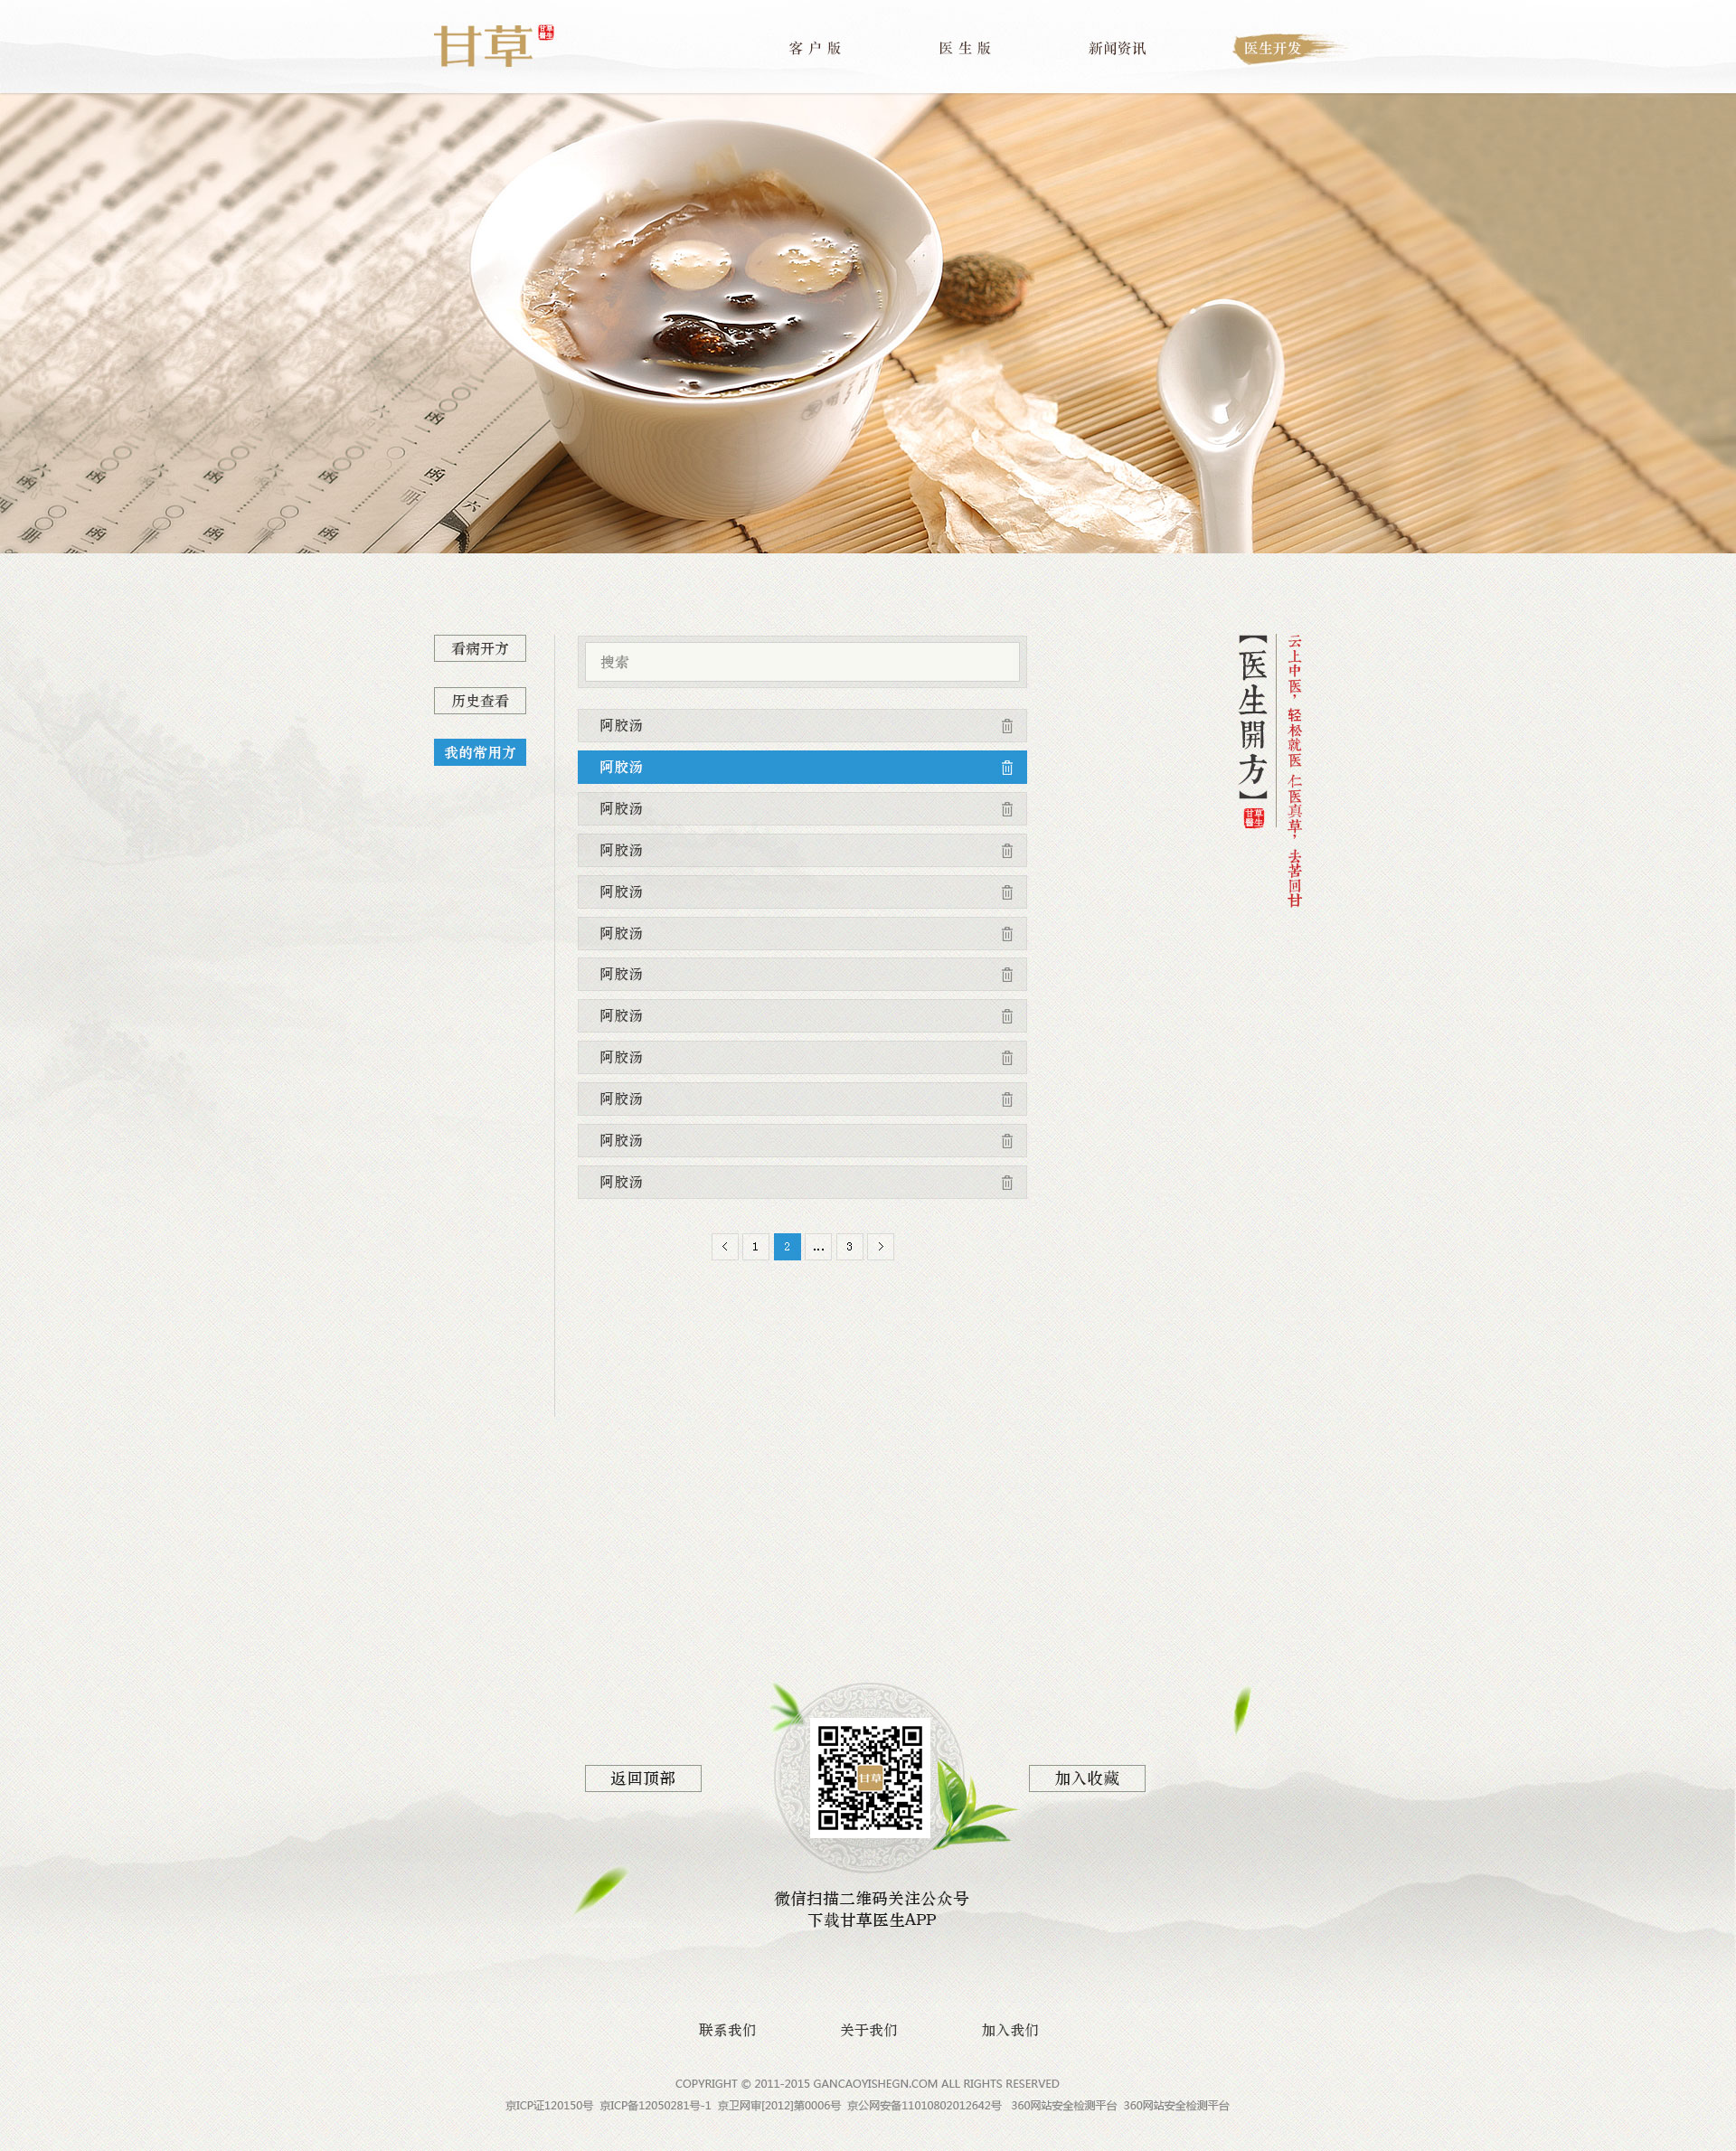 甘草
甘草
醫生
客户版
医生版
新闻资讯
医生开发
看病开方
历史查看
我的常用方
搜索
阿胶汤
阿胶汤
阿胶汤
阿胶汤
阿胶汤
阿胶汤
阿胶汤
阿胶汤
阿胶汤
阿胶汤
阿胶汤
阿胶汤
< 1 2 ... 3 >
【医生開方】
甘草
醫生
云上中医，轻松就医 仁医真草，去苦回甘
返回顶部
甘草
加入收藏
微信扫描二维码关注公众号
下载甘草医生APP
联系我们
关于我们
加入我们
COPYRIGHT © 2011-2015 GANCAOYISHEGN.COM ALL RIGHTS RESERVED
京ICP证120150号 京ICP备12050281号-1 京卫网审[2012]第0006号 京公网安备11010802012642号 360网站安全检测平台 360网站安全检测平台